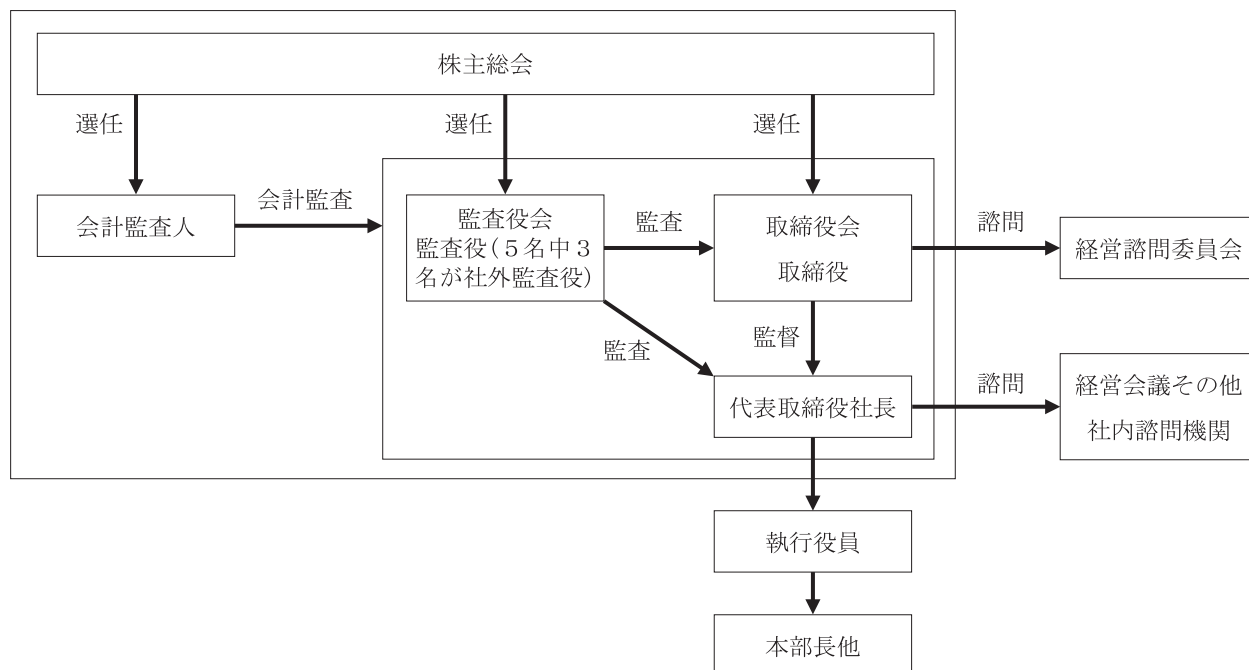 株主総会
選任
選任
選任
会計監査人
会計監査
監査役会
監査役(5名中3
名が社外監査役)
監査
取締役会
取締役
諮問
経営諮問委員会
監査
監督
代表取締役社長
諮問
経営会議その他
社内諮問機関
執行役員
本部長他